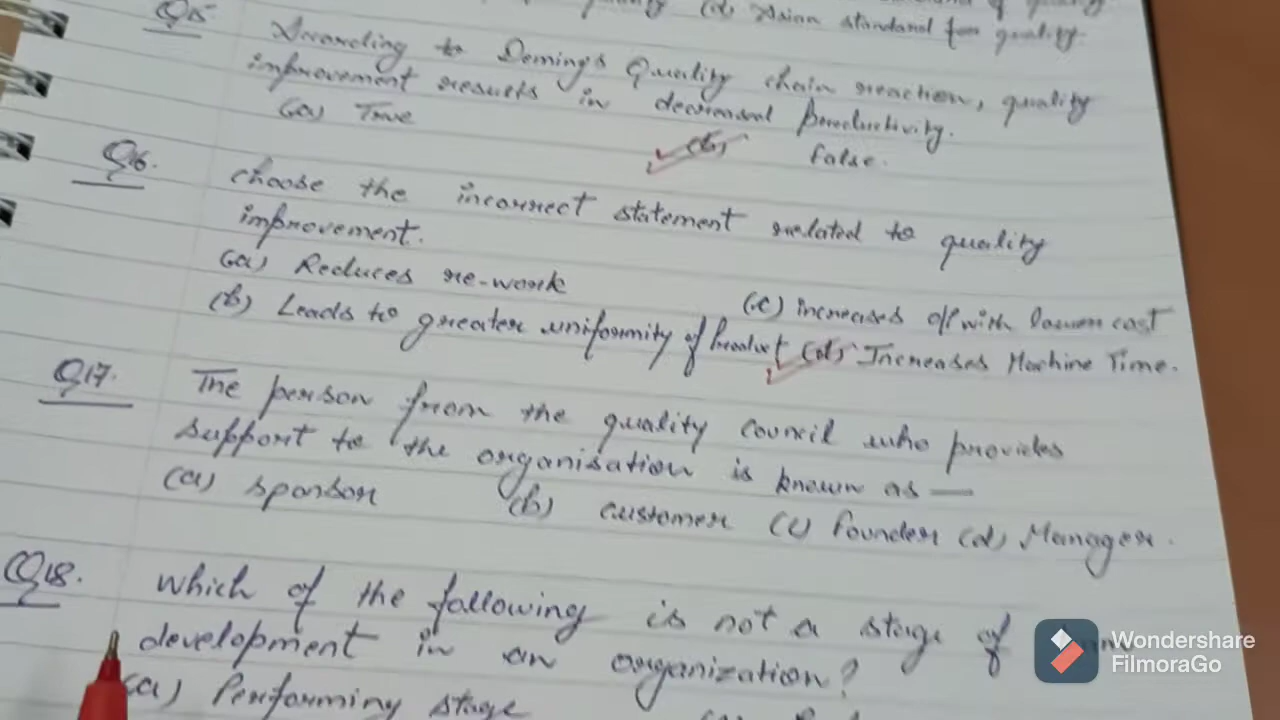 (d) Asian standard for quality.
Q15 According to Deming's Quality chain reaction, quality
improvement results in decreased productivity.
(a) True (b) False.
Q16. choose the incorrect statement related to quality
improvement.
(a) Reduces re-work (c) increases o/p with lower cost
(b) Leads to greater uniformity of Product (d) Increases Machine Time.
Q17. The person from the quality council who provides
support to the organisation is known as —
(a) sponsor (b) customer (c) founder (d) Manager.
Q18. which of the following is not a stage of
development in an organization?
(a) Performing stage
Wondershare
FilmoraGo